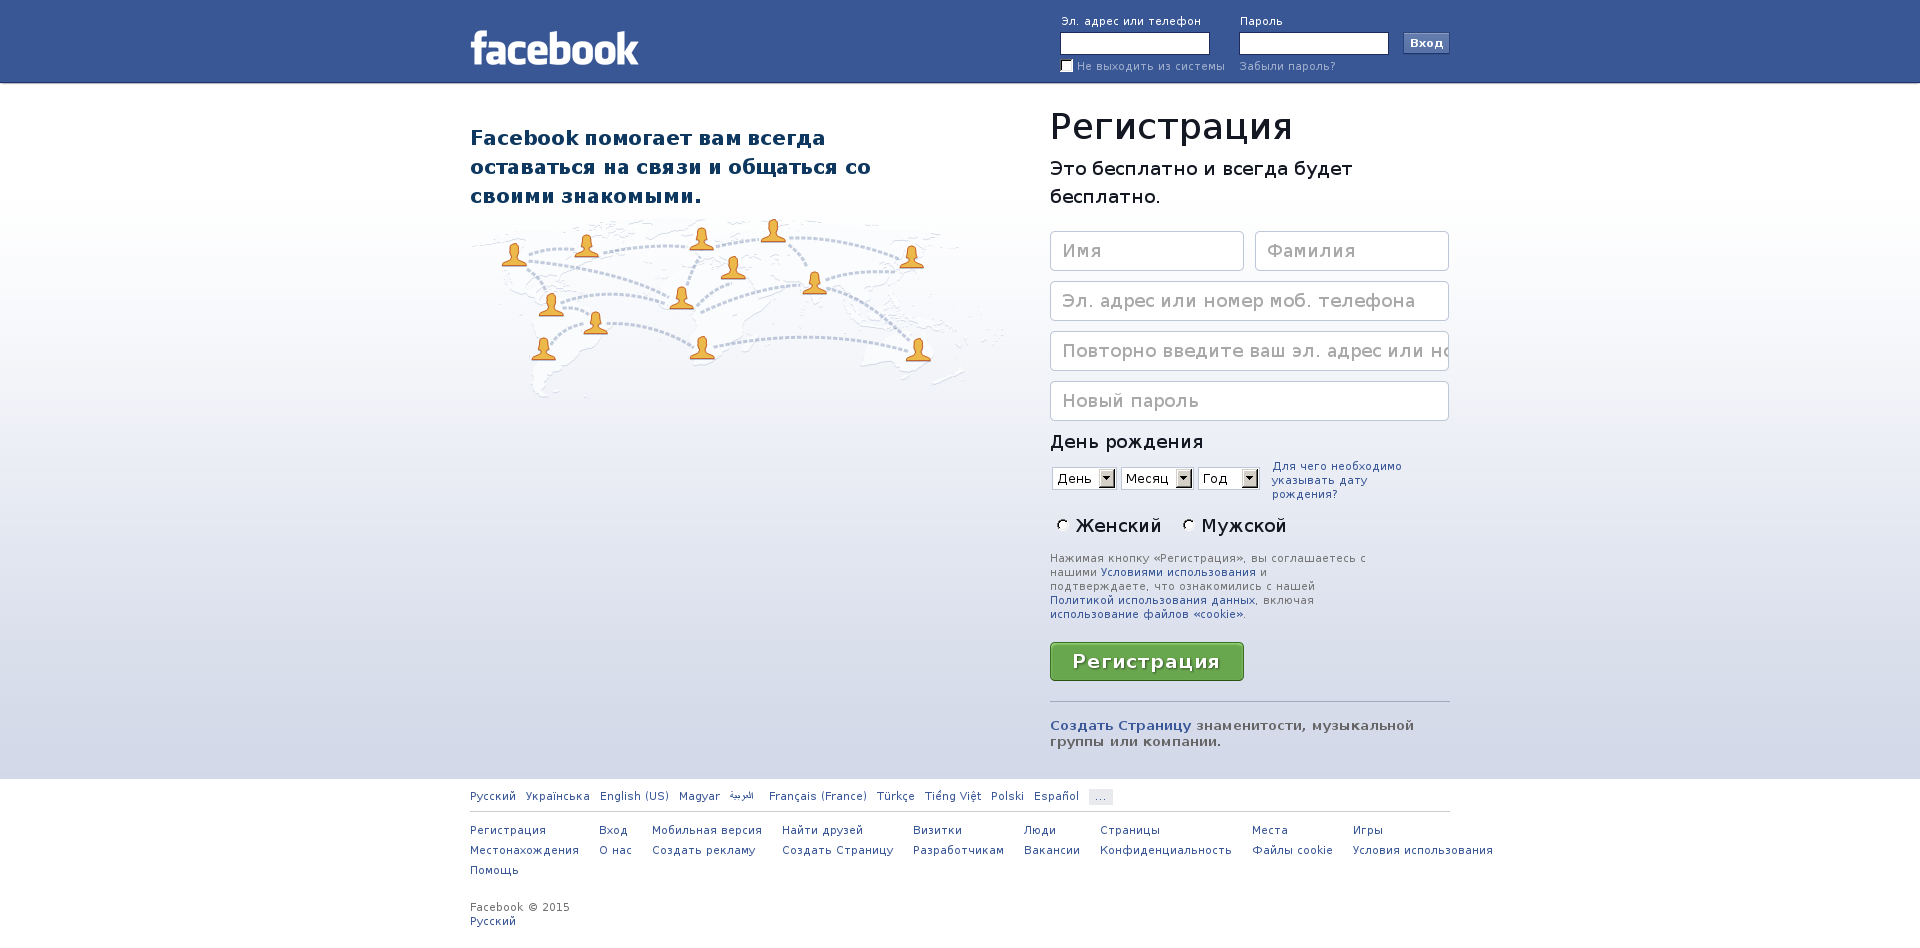 facebook
Эл. адрес или телефон
Пароль
Вход
Не выходить из системы
Забыли пароль?
Facebook помогает вам всегда
оставаться на связи и общаться со
своими знакомыми.
Регистрация
Это бесплатно и всегда будет
бесплатно.
Имя
Фамилия
Эл. адрес или номер моб. телефона
Повторно введите ваш эл. адрес или но
Новый пароль
День рождения
День
Месяц
Год
Для чего необходимо
указывать дату
рождения?
Женский
Мужской
Нажимая кнопку «Регистрация», вы соглашаетесь с
нашими Условиями использования и
подтверждаете, что ознакомились с нашей
Политикой использования данных, включая
использование файлов «cookie».
Регистрация
Создать Страницу знаменитости, музыкальной
группы или компании.
Русский Українська English (US) Magyar العربية Français (France) Türkçe Tiếng Việt Polski Español ...
Регистрация Вход Мобильная версия Найти друзей Визитки Люди Страницы Места Игры
Местонахождения О нас Создать рекламу Создать Страницу Разработчикам Вакансии Конфиденциальность Файлы cookie Условия использования
Помощь
Facebook © 2015
Русский